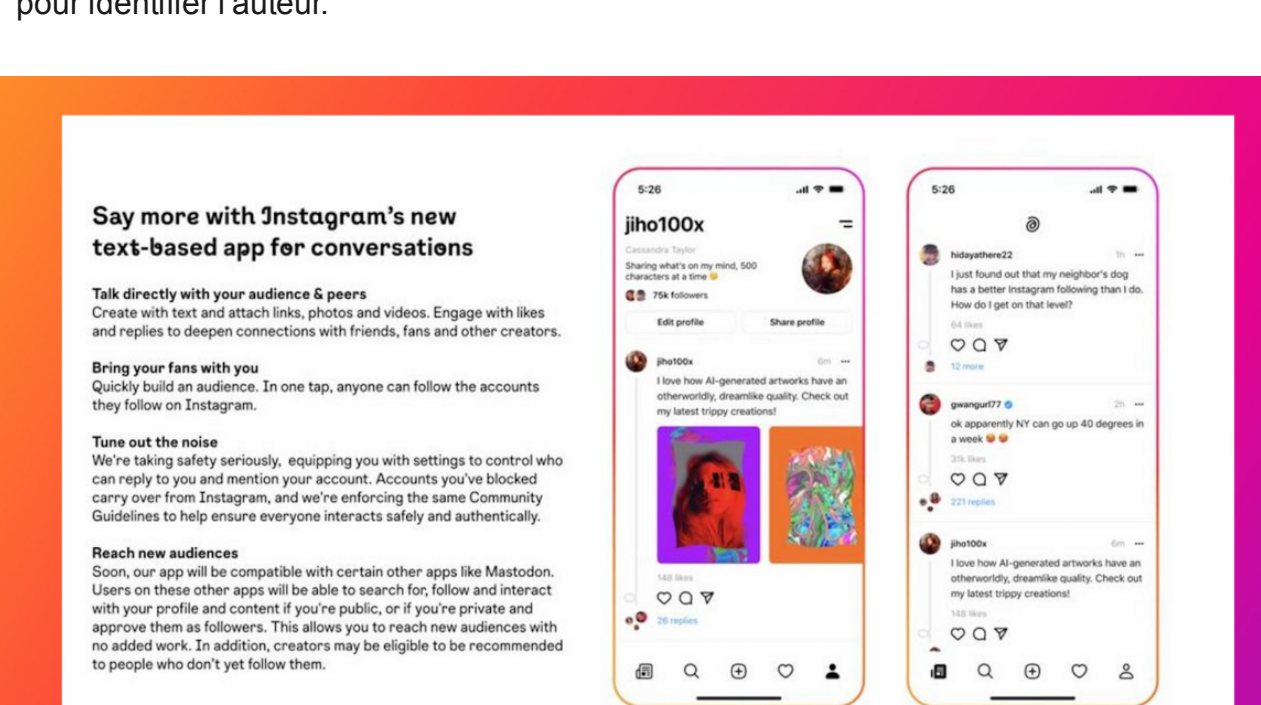 pour identifier l'auteur.
Say more with Instagram's new
text-based app for conversations
Talk directly with your audience & peers
Create with text and attach links, photos and videos. Engage with likes
and replies to deepen connections with friends, fans and other creators.
Bring your fans with you
Quickly build an audience. In one tap, anyone can follow the accounts
they follow on Instagram.
Tune out the noise
We're taking safety seriously, equipping you with settings to control who
can reply to you and mention your account. Accounts you've blocked
carry over from Instagram, and we're enforcing the same Community
Guidelines to help ensure everyone interacts safely and authentically.
Reach new audiences
Soon, our app will be compatible with certain other apps like Mastodon.
Users on these other apps will be able to search for, follow and interact
with your profile and content if you're public, or if you're private and
approve them as followers. This allows you to reach new audiences with
no added work. In addition, creators may be eligible to be recommended
to people who don't yet follow them.
5:26
jiho100x
Cassandra Taylor
Sharing what's on my mind, 500
characters at a time 😊
75k followers
Edit profile Share profile
jiho100x 6m
I love how AI-generated artworks have an
otherworldly, dreamlike quality. Check out
my latest trippy creations!
148 likes
26 replies
5:26
hidayathere22 1h
I just found out that my neighbor's dog
has a better Instagram following than I do.
How do I get on that level?
64 likes
12 more
gwangurl77 2h
ok apparently NY can go up 40 degrees in
a week 🥵 🥵
31k likes
221 replies
jiho100x 6m
I love how AI-generated artworks have an
otherworldly, dreamlike quality. Check out
my latest trippy creations!
148 likes